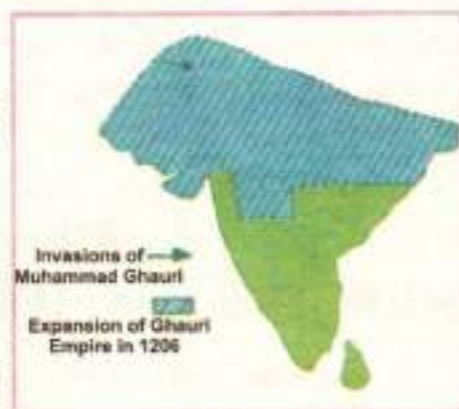 Invasions of
Muhammad Ghauri
Expansion of Ghauri
Empire in 1206